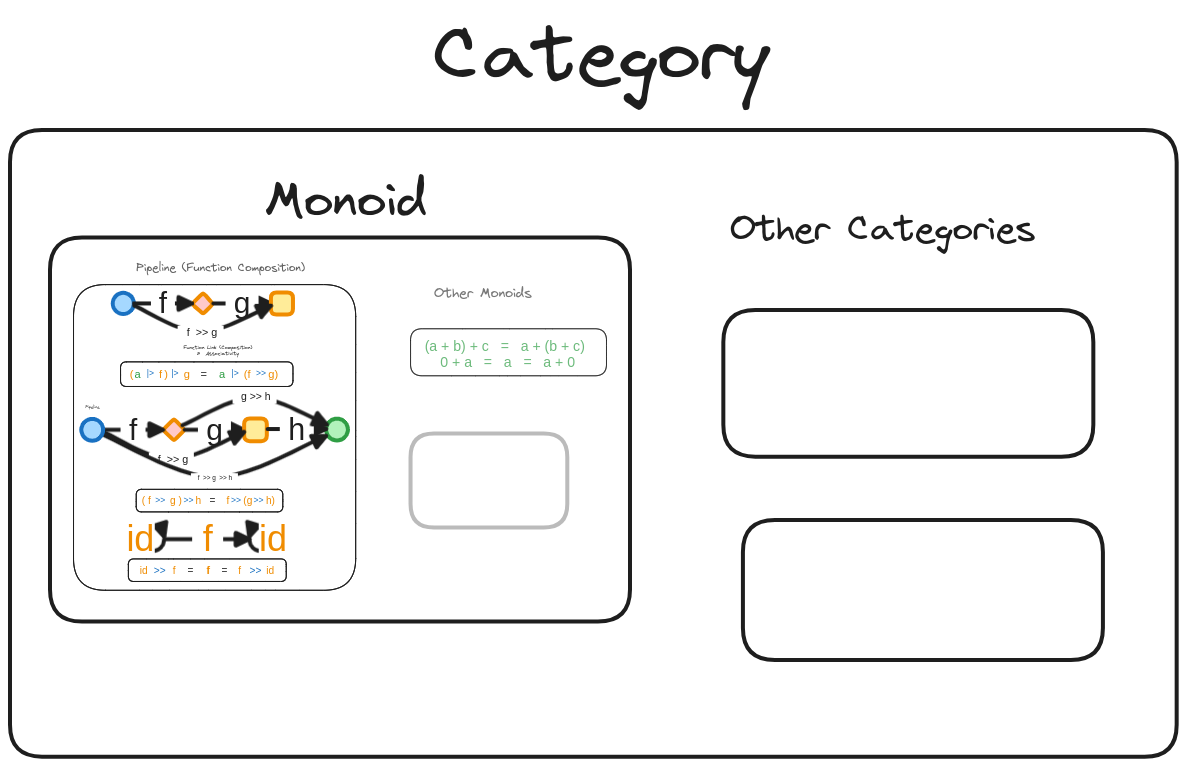 Category
Monoid
Other Categories
Pipeline (Function Composition)
Other Monoids
f g
f >> g
Function Link (Composition)
& Associativity
(a |> f) |> g = a |> (f >> g)
(a + b) + c = a + (b + c)
0 + a = a = a + 0
Pipeline
g >> h
f g h
f >> g
f >> g >> h
(f >> g) >> h = f >> (g >> h)
id f id
id >> f = f = f >> id